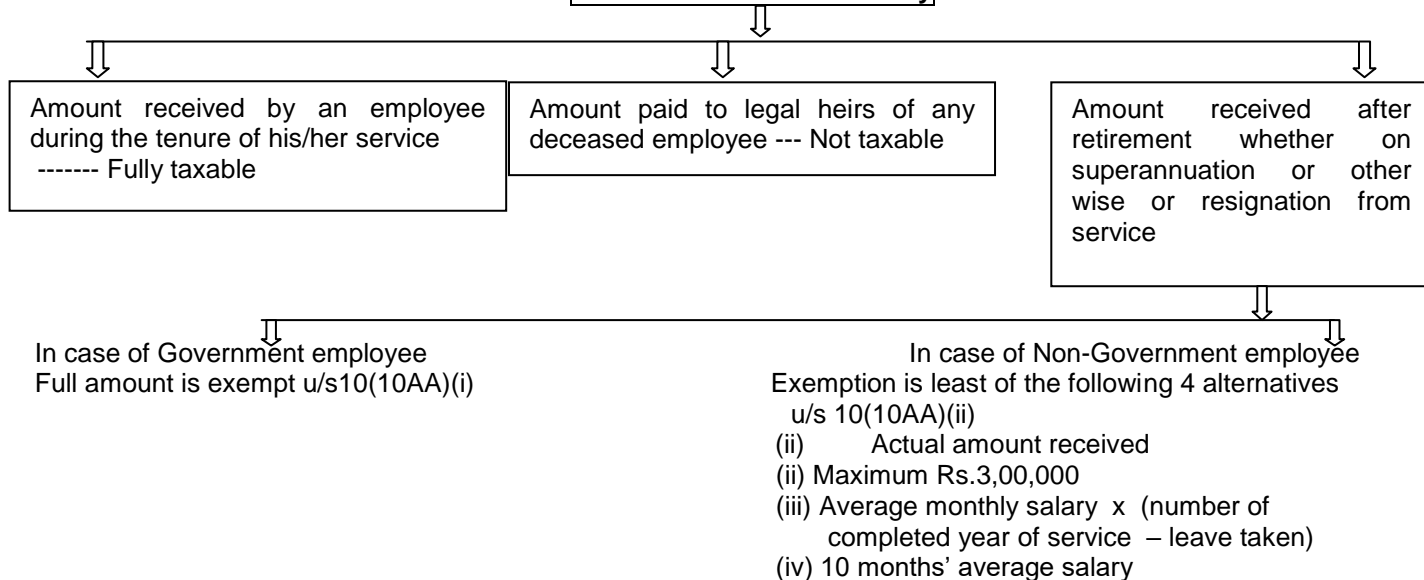 Amount received by an employee
during the tenure of his/her service
------- Fully taxable
Amount paid to legal heirs of any
deceased employee --- Not taxable
Amount received after
retirement whether on
superannuation or other
wise or resignation from
service
In case of Government employee
Full amount is exempt u/s10(10AA)(i)
In case of Non-Government employee
Exemption is least of the following 4 alternatives
u/s 10(10AA)(ii)
(ii) Actual amount received
(ii) Maximum Rs.3,00,000
(iii) Average monthly salary x (number of
completed year of service – leave taken)
(iv) 10 months' average salary